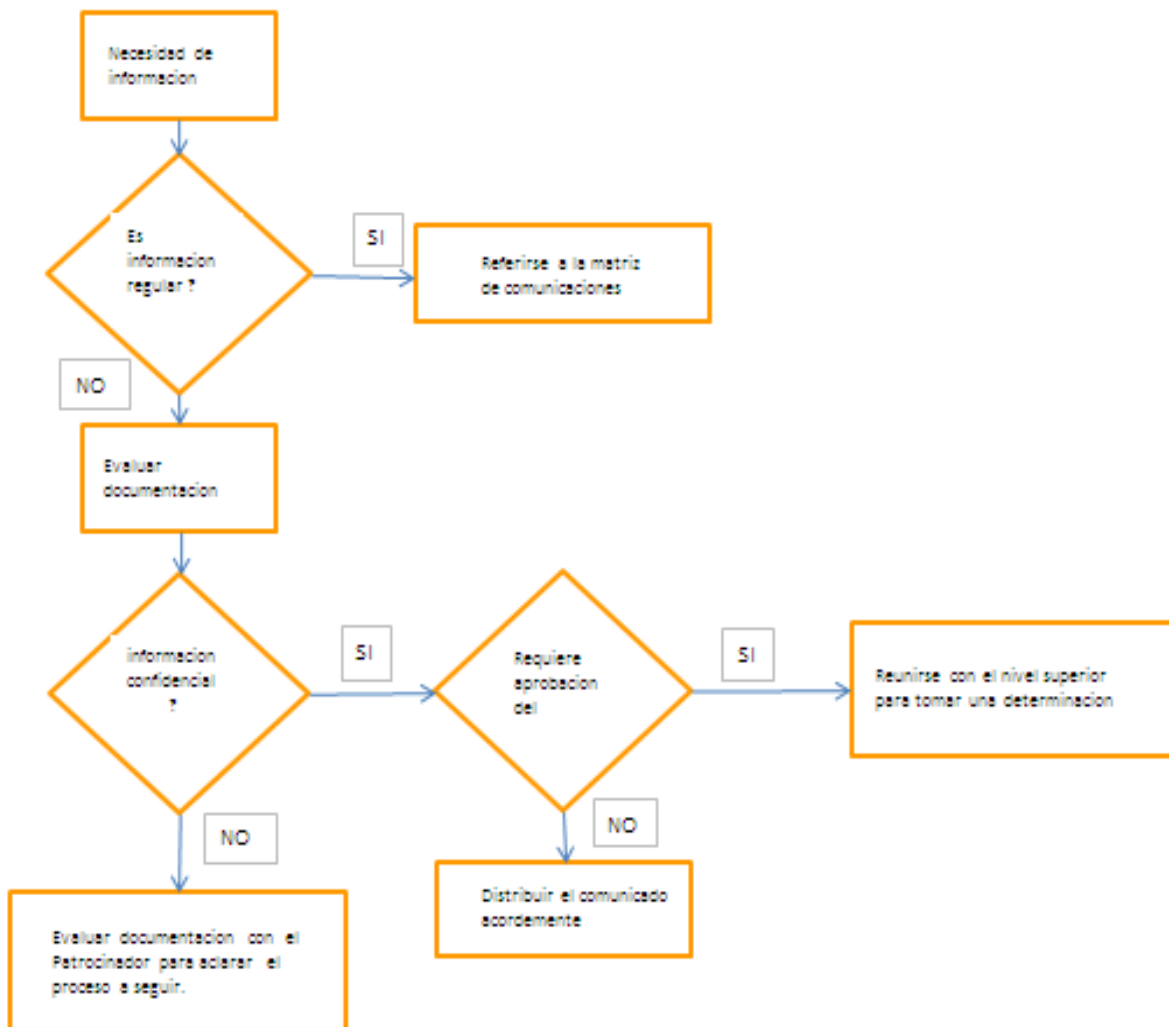 Necesidad de
informacion
Es
informacion
regular ?
SI
Referirse a la matriz
de comunicaciones
NO
Evaluar
documentacion
informacion
confidencial
?
SI
Requiere
aprobacion
del
SI
Reunirse con el nivel superior
para tomar una determinacion
NO
NO
Distribuir el comunicado
acordemente
Evaluar documentacion con el
Patrocinador para aclarar el
proceso a seguir.